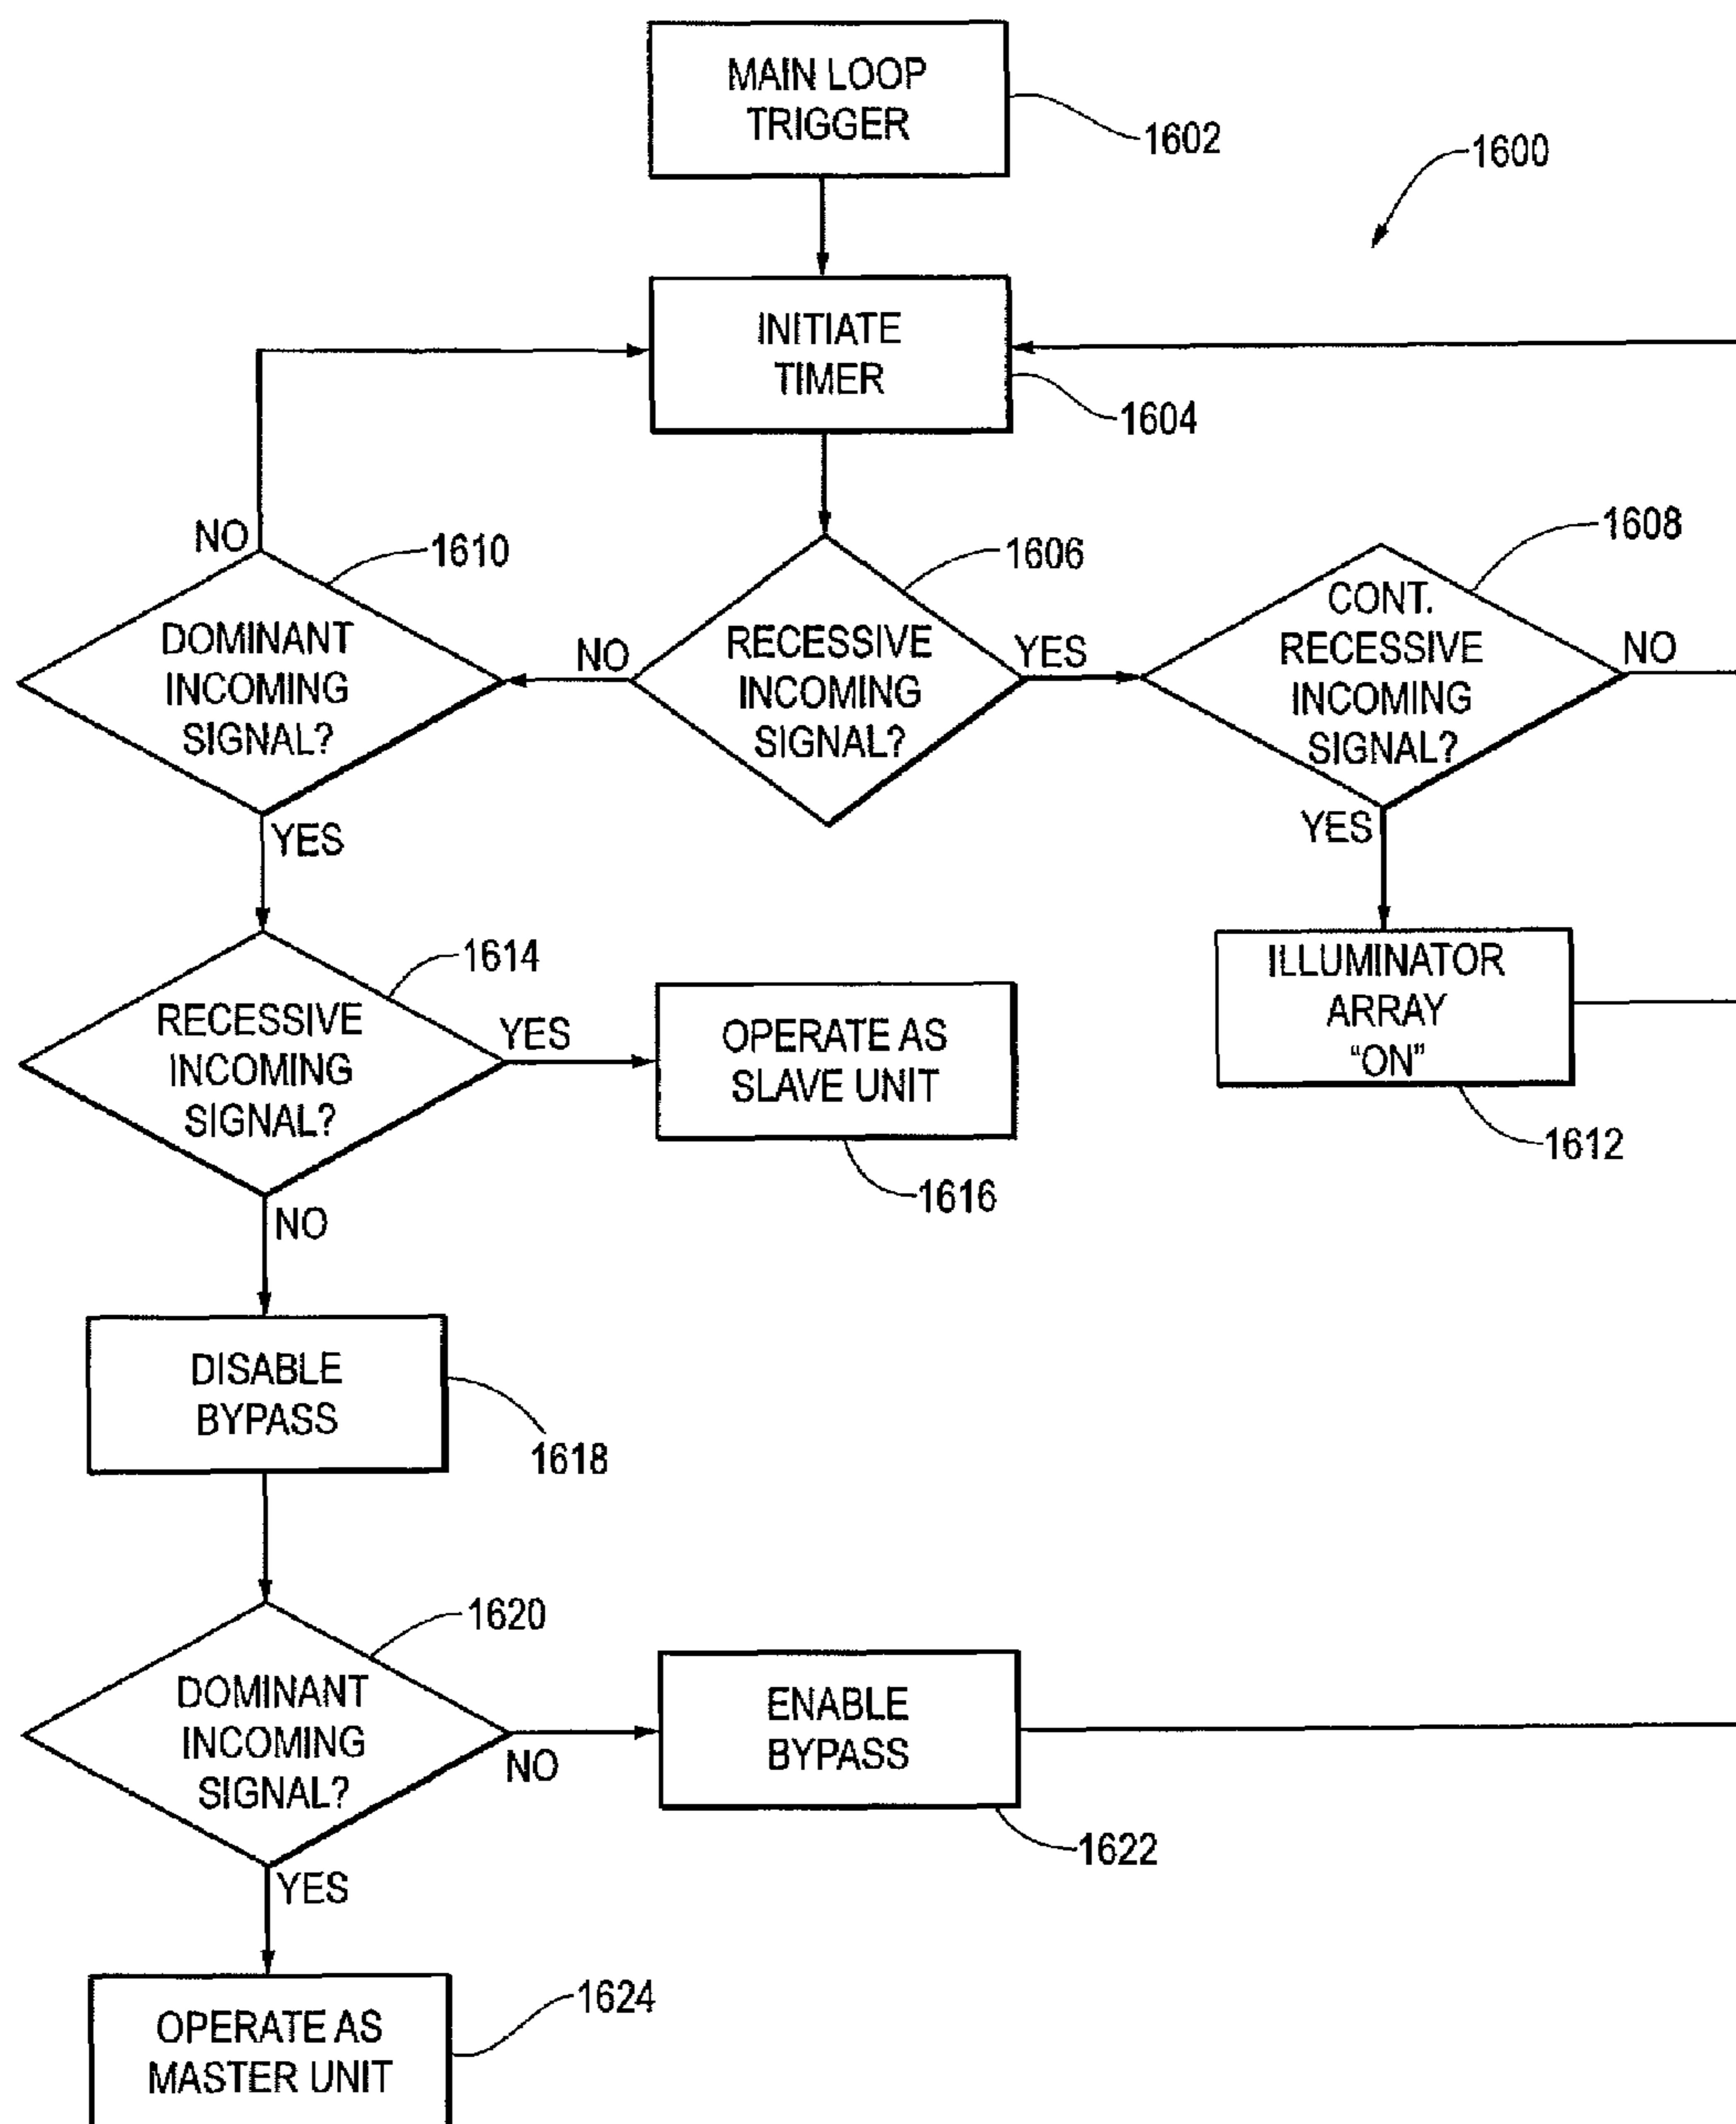 MAIN LOOP
TRIGGER
1602
1600
INITIATE
TIMER
1604
NO
1610
DOMINANT
INCOMING
SIGNAL?
NO
1606
RECESSIVE
INCOMING
SIGNAL?
YES
1608
CONT.
RECESSIVE
INCOMING
SIGNAL?
NO
YES
YES
1614
RECESSIVE
INCOMING
SIGNAL?
YES
OPERATE AS
SLAVE UNIT
1616
ILLUMINATOR
ARRAY
“ON”
1612
NO
DISABLE
BYPASS
1618
1620
DOMINANT
INCOMING
SIGNAL?
NO
ENABLE
BYPASS
1622
YES
OPERATE AS
MASTER UNIT
1624